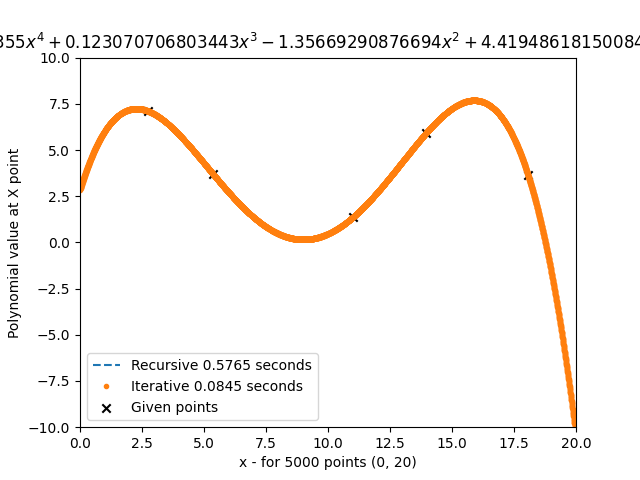 355x⁴ + 0.123070706803443x³ − 1.35669290876694x² + 4.41948618150084
10.0
7.5
5.0
2.5
0.0
−2.5
−5.0
−7.5
−10.0
Polynomial value at X point
Recursive 0.5765 seconds
Iterative 0.0845 seconds
Given points
0.0 2.5 5.0 7.5 10.0 12.5 15.0 17.5 20.0
x - for 5000 points (0, 20)